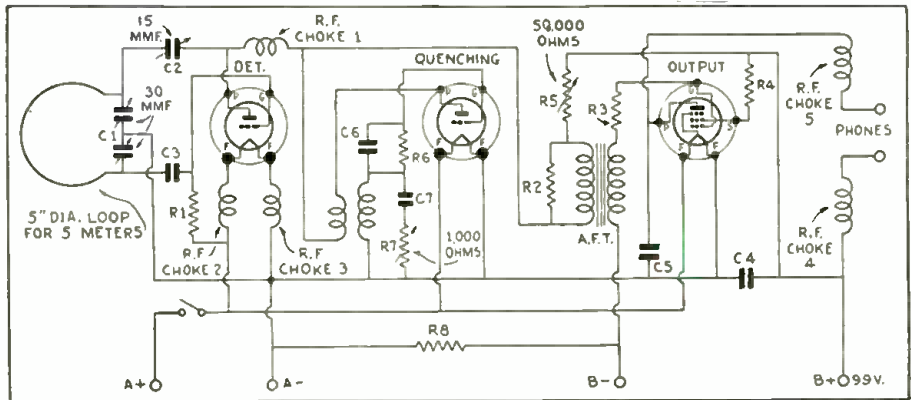 15
MMF.
C2
R.F.
CHOKE 1
DET.
30
MMF
C1
C3
P
G
F
F
R1
5" DIA. LOOP
FOR 5 METERS
R.F.
CHOKE 2
R.F.
CHOKE 3
QUENCHING
P
G
F
F
C6
R6
C7
R7
1,000
OHMS
50,000
OHMS
R5
R3
R2
A.F.T.
OUTPUT
G
P
S
F
F
R4
R.F.
CHOKE
5
PHONES
R.F.
CHOKE
4
C5
C4
R8
A+
A-
B-
B+ 99V.